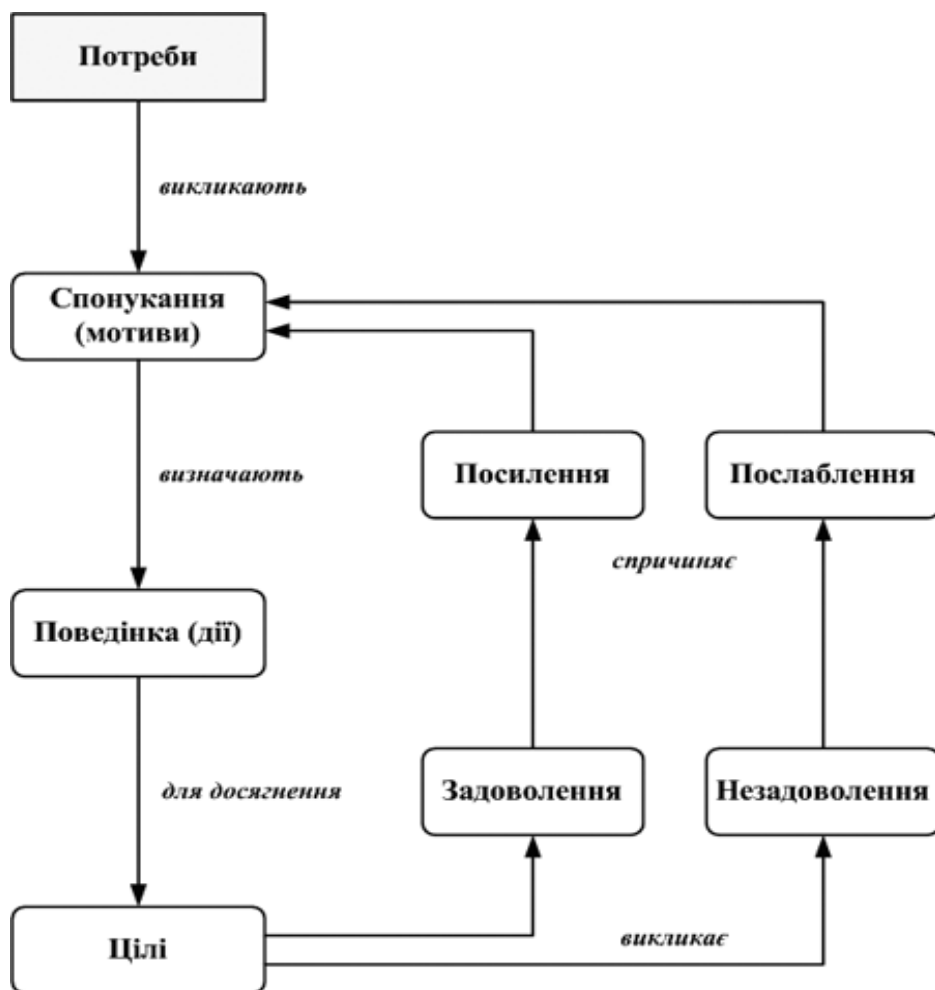 Потреби
викликають
Спонукання
(мотиви)
визначають
Посилення
Послаблення
спричиняє
Поведінка (дії)
для досягнення
Задоволення
Незадоволення
Цілі
викликає